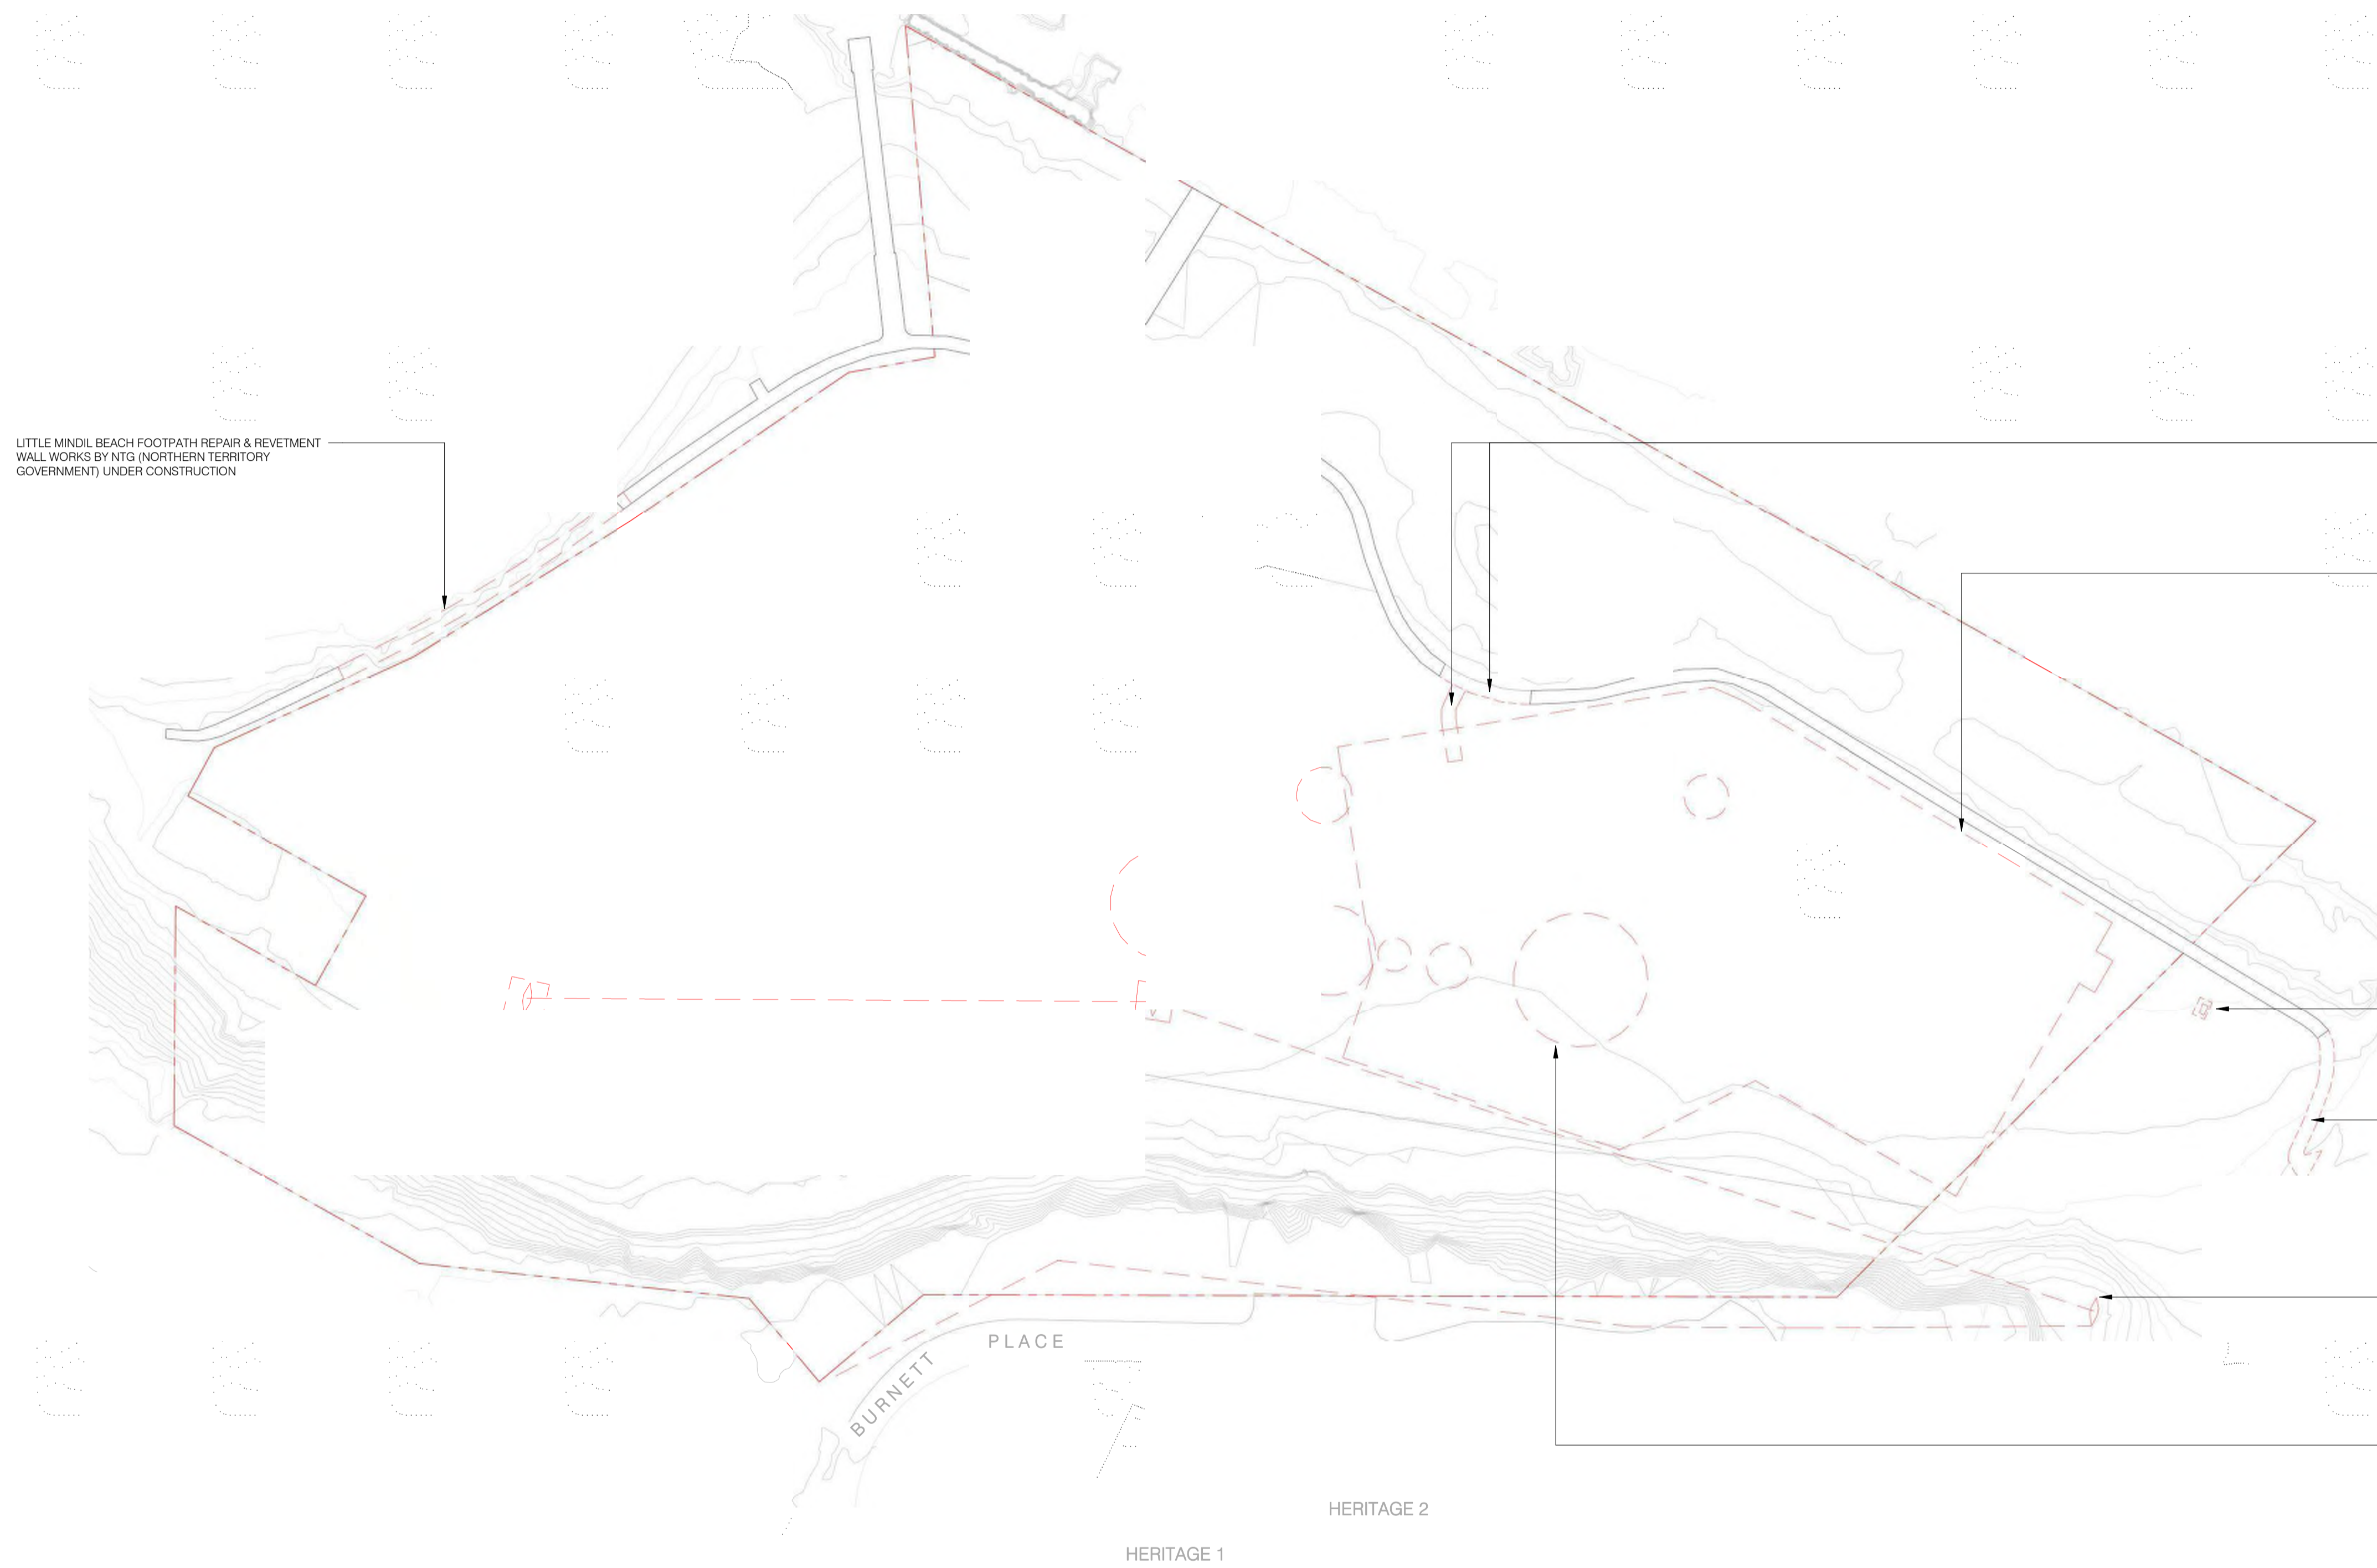 LITTLE MINDIL BEACH FOOTPATH REPAIR & REVETMENT
WALL WORKS BY NTG (NORTHERN TERRITORY
GOVERNMENT) UNDER CONSTRUCTION
PLACE
BURNETT
HERITAGE 2
HERITAGE 1